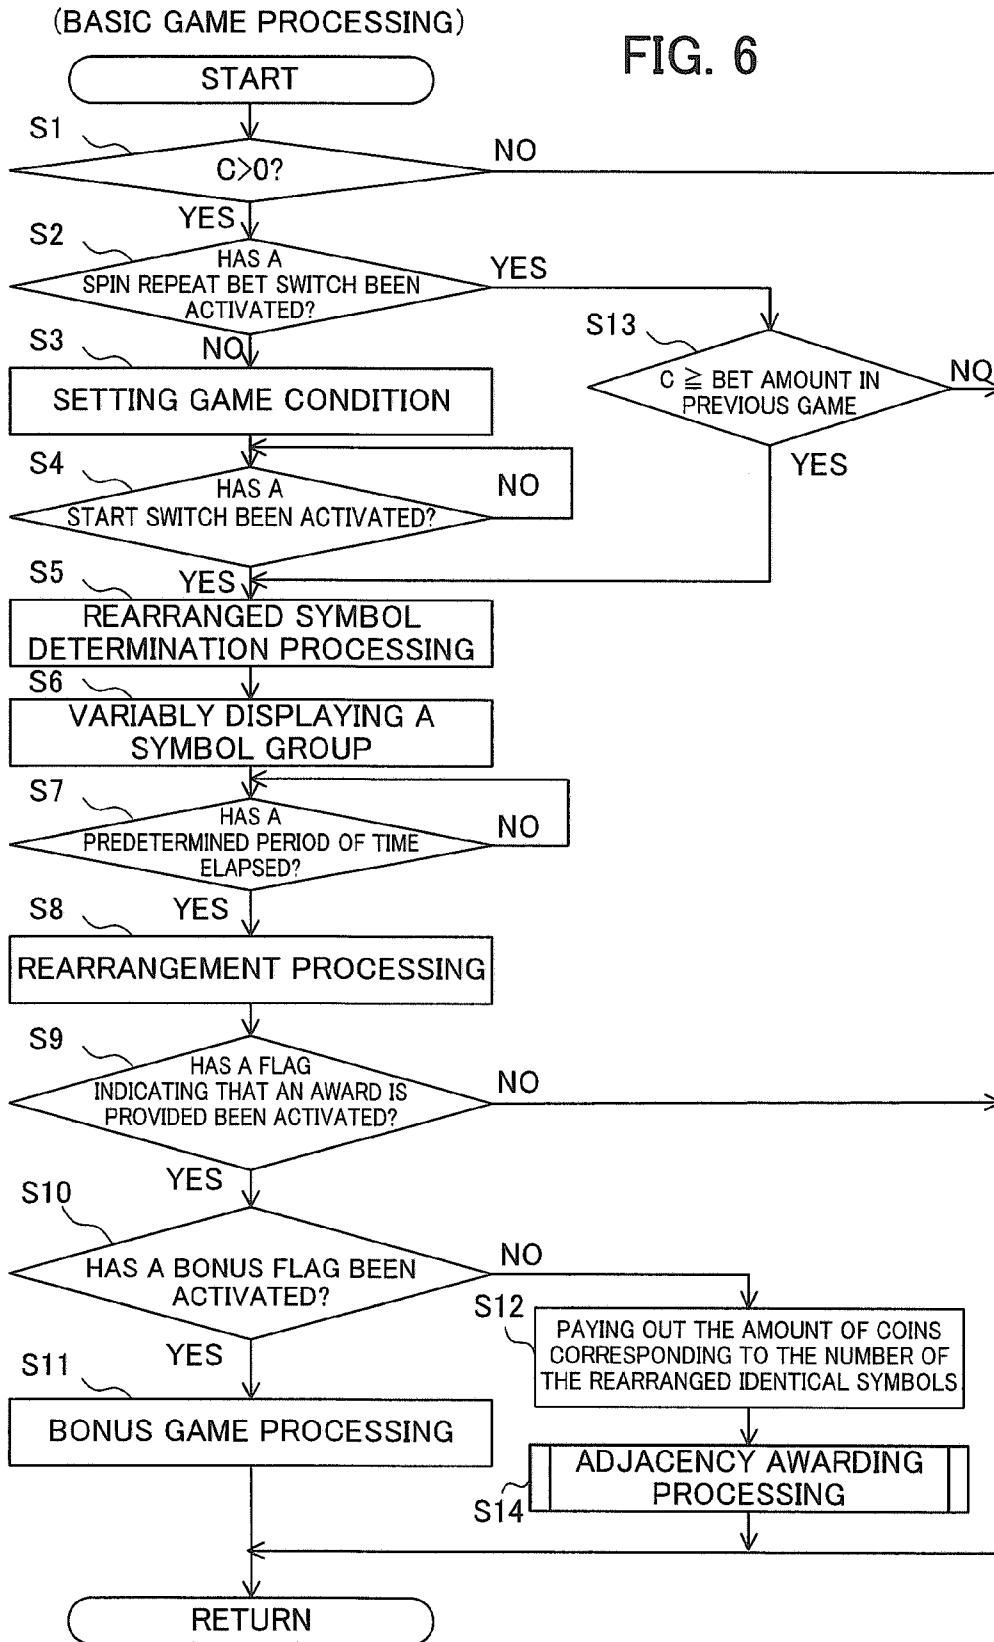 (BASIC GAME PROCESSING)
FIG. 6
START
S1
C>0?
NO
YES
S2
HAS A
SPIN REPEAT BET SWITCH BEEN
ACTIVATED?
YES
NO
S13
C ≧ BET AMOUNT IN
PREVIOUS GAME
NO
YES
S3
SETTING GAME CONDITION
S4
HAS A
START SWITCH BEEN ACTIVATED?
NO
YES
S5
REARRANGED SYMBOL
DETERMINATION PROCESSING
S6
VARIABLY DISPLAYING A
SYMBOL GROUP
S7
HAS A
PREDETERMINED PERIOD OF TIME
ELAPSED?
NO
YES
S8
REARRANGEMENT PROCESSING
S9
HAS A FLAG
INDICATING THAT AN AWARD IS
PROVIDED BEEN ACTIVATED?
NO
YES
S10
HAS A BONUS FLAG BEEN
ACTIVATED?
NO
YES
S12
PAYING OUT THE AMOUNT OF COINS
CORRESPONDING TO THE NUMBER OF
THE REARRANGED IDENTICAL SYMBOLS
S11
BONUS GAME PROCESSING
ADJACENCY AWARDING
PROCESSING
S14
RETURN